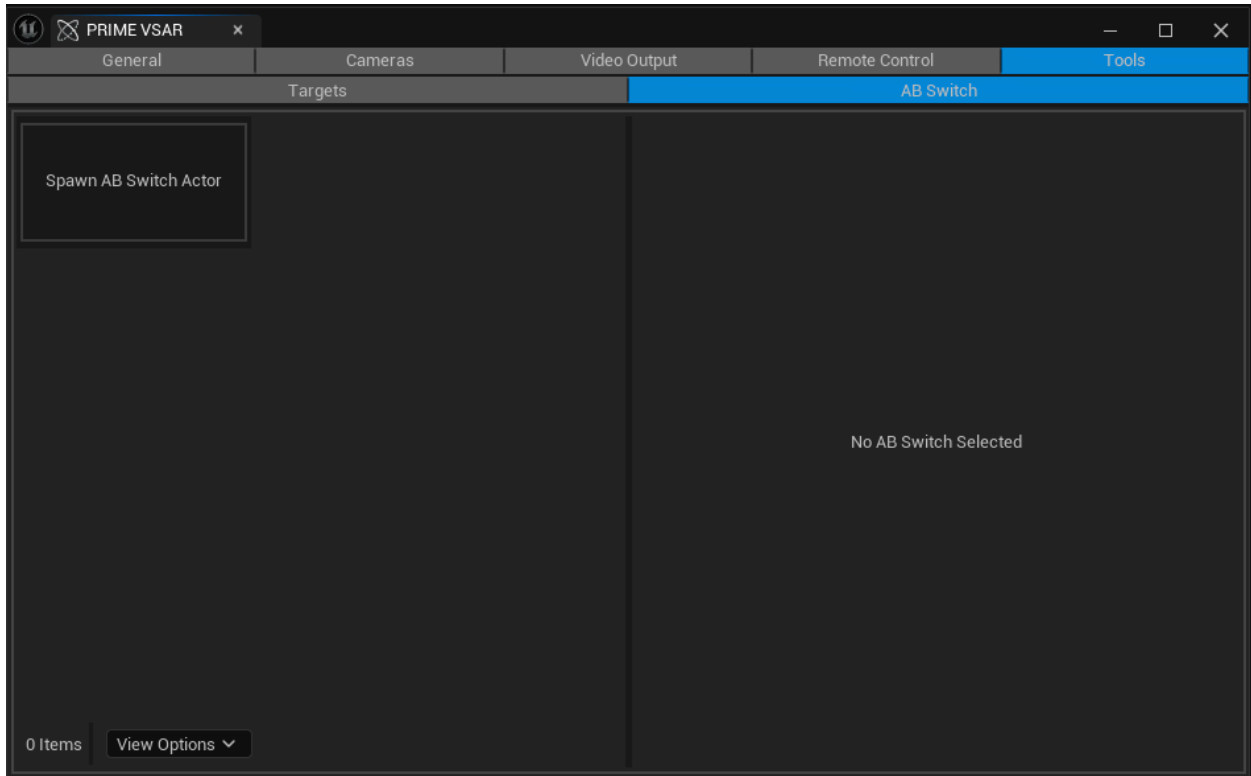 PRIME VSAR
General Cameras Video Output Remote Control Tools
Targets AB Switch
Spawn AB Switch Actor
No AB Switch Selected
0 Items View Options